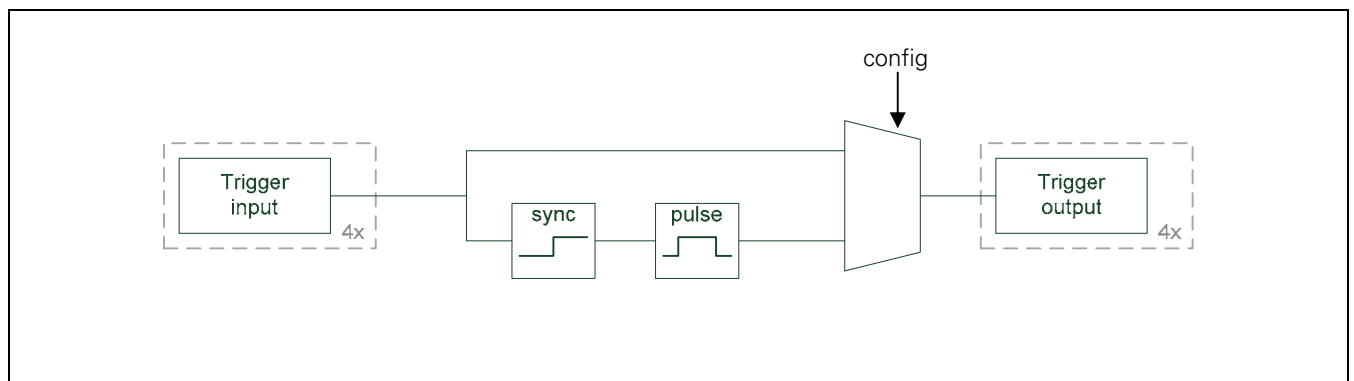 config
Trigger
input
4x
sync
pulse
Trigger
output
4x